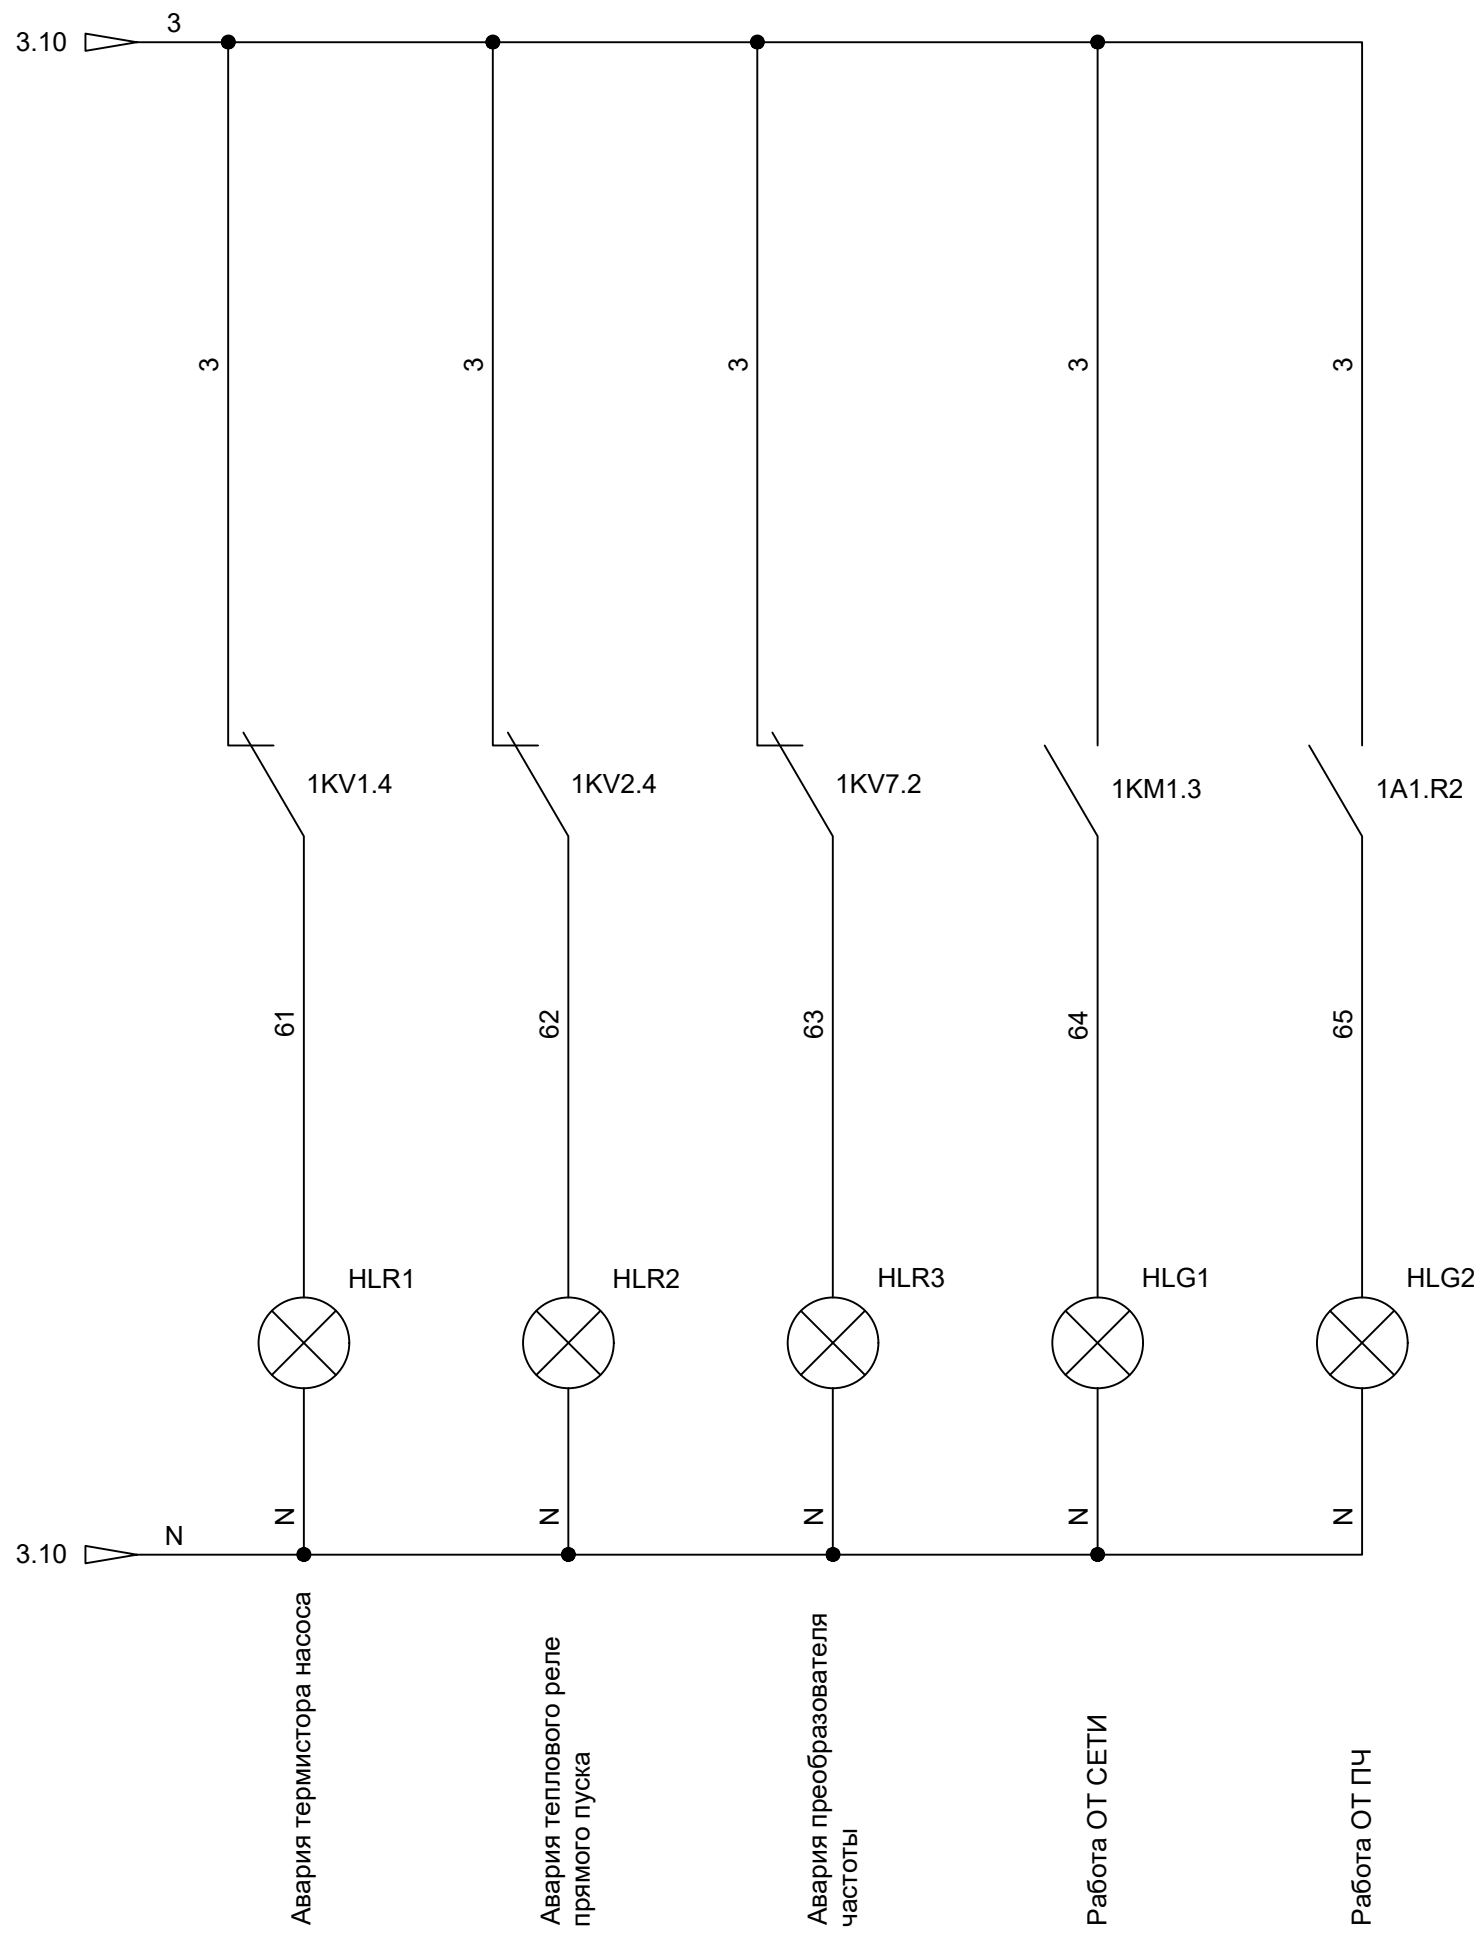 3.10
3
3
3
3
3
3
1KV1.4
1KV2.4
1KV7.2
1KM1.3
1A1.R2
61
62
63
64
65
HLR1
HLR2
HLR3
HLG1
HLG2
N
N
N
N
N
3.10
N
Авария термистора насоса
Авария теплового реле
прямого пуска
Авария преобразователя
частоты
Работа ОТ СЕТИ
Работа ОТ ПЧ